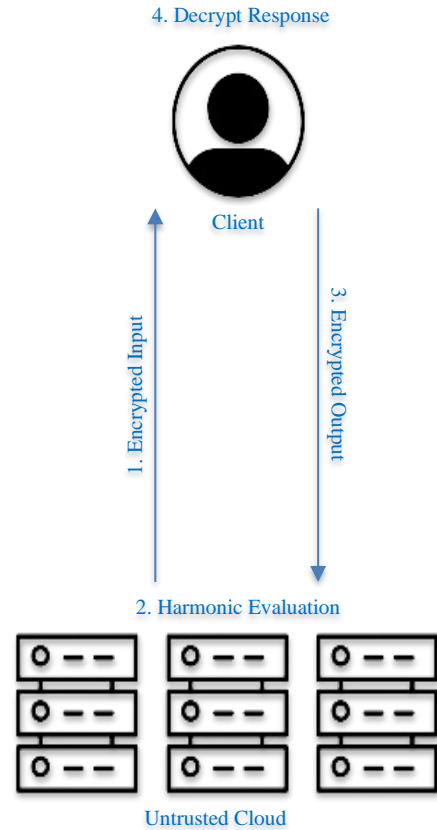 4. Decrypt Response
Client
1. Encrypted Input
3. Encrypted Output
2. Harmonic Evaluation
Untrusted Cloud